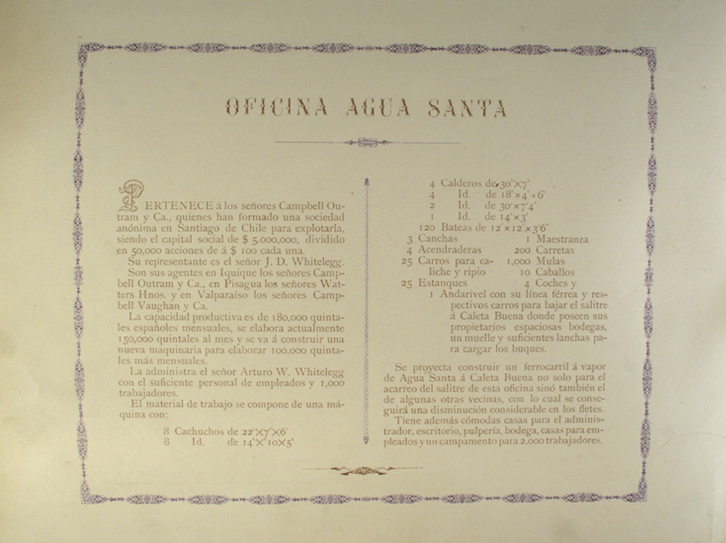 OFICINA AGUA SANTA
PERTENECE á los señores Campbell Ou-
tram y Ca., quienes han formado una sociedad
anónima en Santiago de Chile para explotarla,
siendo el capital social de $ 5.000,000, dividido
en 50,000 acciones de á $ 100 cada una.
Su representante es el señor J. D. Whitelegg.
Son sus agentes en Iquique los señores Camp-
bell Outram y Ca., en Pisagua los señores Wat-
ters Hnos. y en Valparaíso los señores Camp-
bell Vaughan y Ca.
La capacidad productiva es de 180,000 quinta-
les españoles mensuales, se elabora actualmente
150,000 quintales al mes y se va á construir una
nueva maquinaria para elaborar 100,000 quinta-
les más mensuales.
La administra el señor Arturo W. Whitelegg
con el suficiente personal de empleados y 1,000
trabajadores.
El material de trabajo se compone de una má-
quina con:
8 Cachuchos de 22'×7'×6'
8 Id. de 14'×'10×5'
4 Calderos de 30'×7'
4 Id. de 18'×4'×6'
2 Id. de 30'×7'4'
1 Id. de 14'×3'
120 Bateas de 12'×12'×3'6'
3 Canchas 1 Maestranza
4 Acendraderas 200 Carretas
25 Carros para ca- 1,000 Mulas
liche y ripio 10 Caballos
25 Estanques 4 Coches y
1 Andarivel con su línea férrea y res-
pectivos carros para bajar el salitre
á Caleta Buena donde poseen sus
propietarios espaciosas bodegas,
un muelle y suficientes lanchas pa-
ra cargar los buques.
Se proyecta construir un ferrocarril á vapor
de Agua Santa á Caleta Buena no solo para el
acarreo del salitre de esta oficina sinó también el
de algunas otras vecinas, con lo cual se conse-
guirá una disminución considerable en los fletes.
Tiene además cómodas casas para el adminis-
trador, escritorio, pulpería, bodega, casas para em-
pleados y un campamento para 2,000 trabajadores.